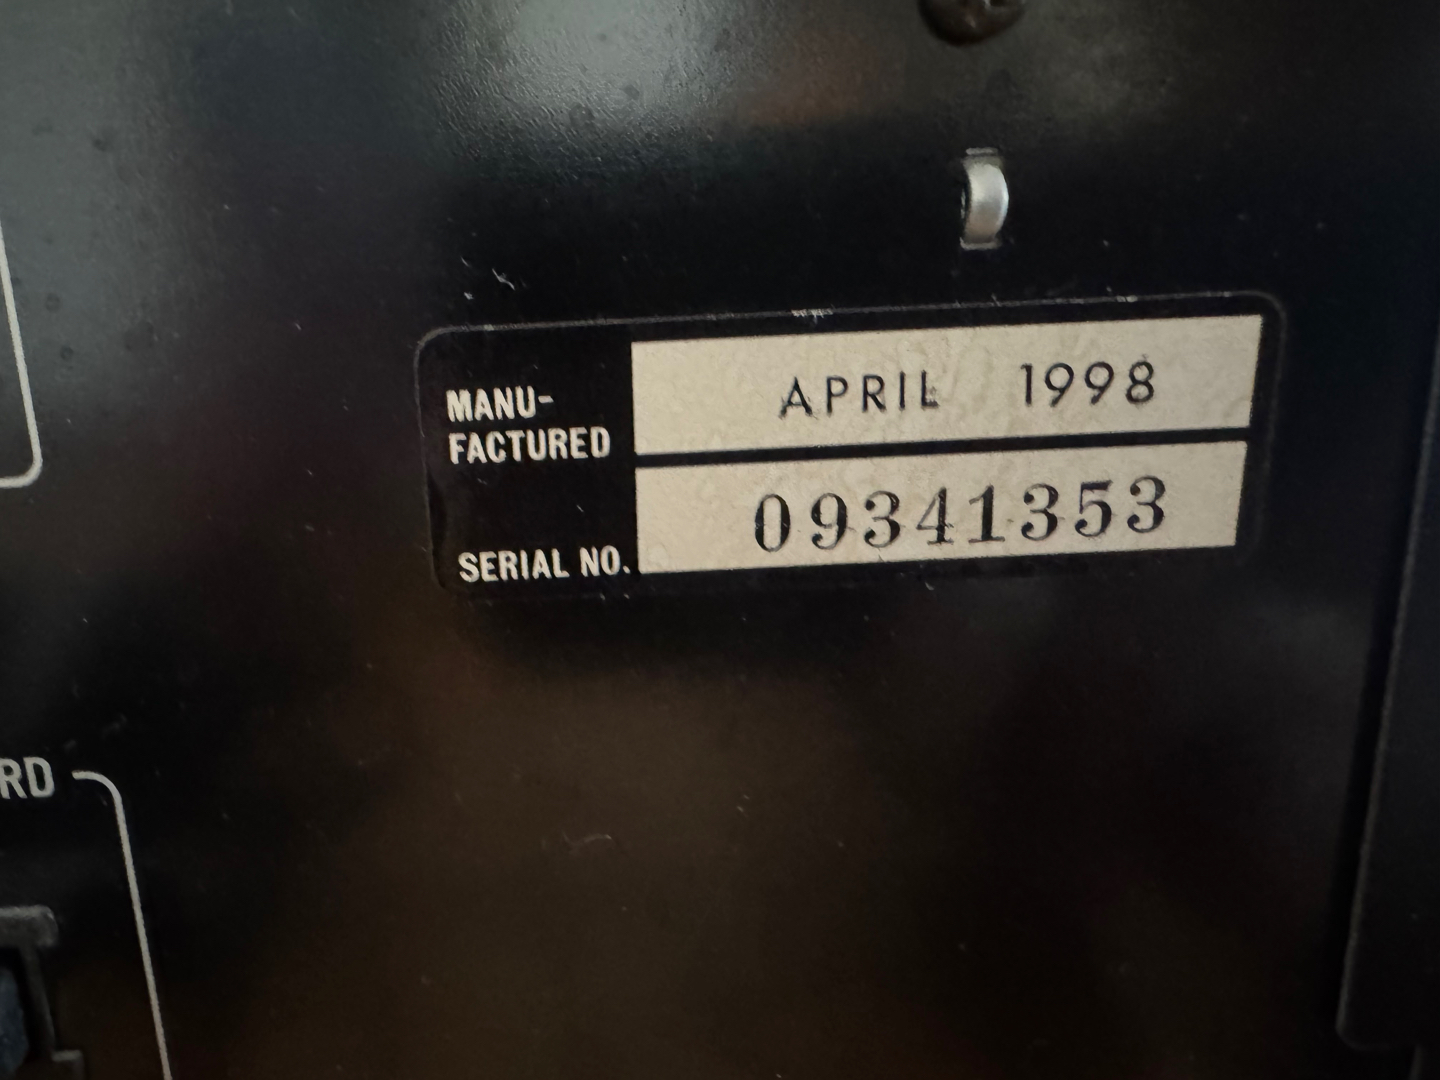 MANU-
FACTURED
APRIL 1998
SERIAL NO.
09341353
RD